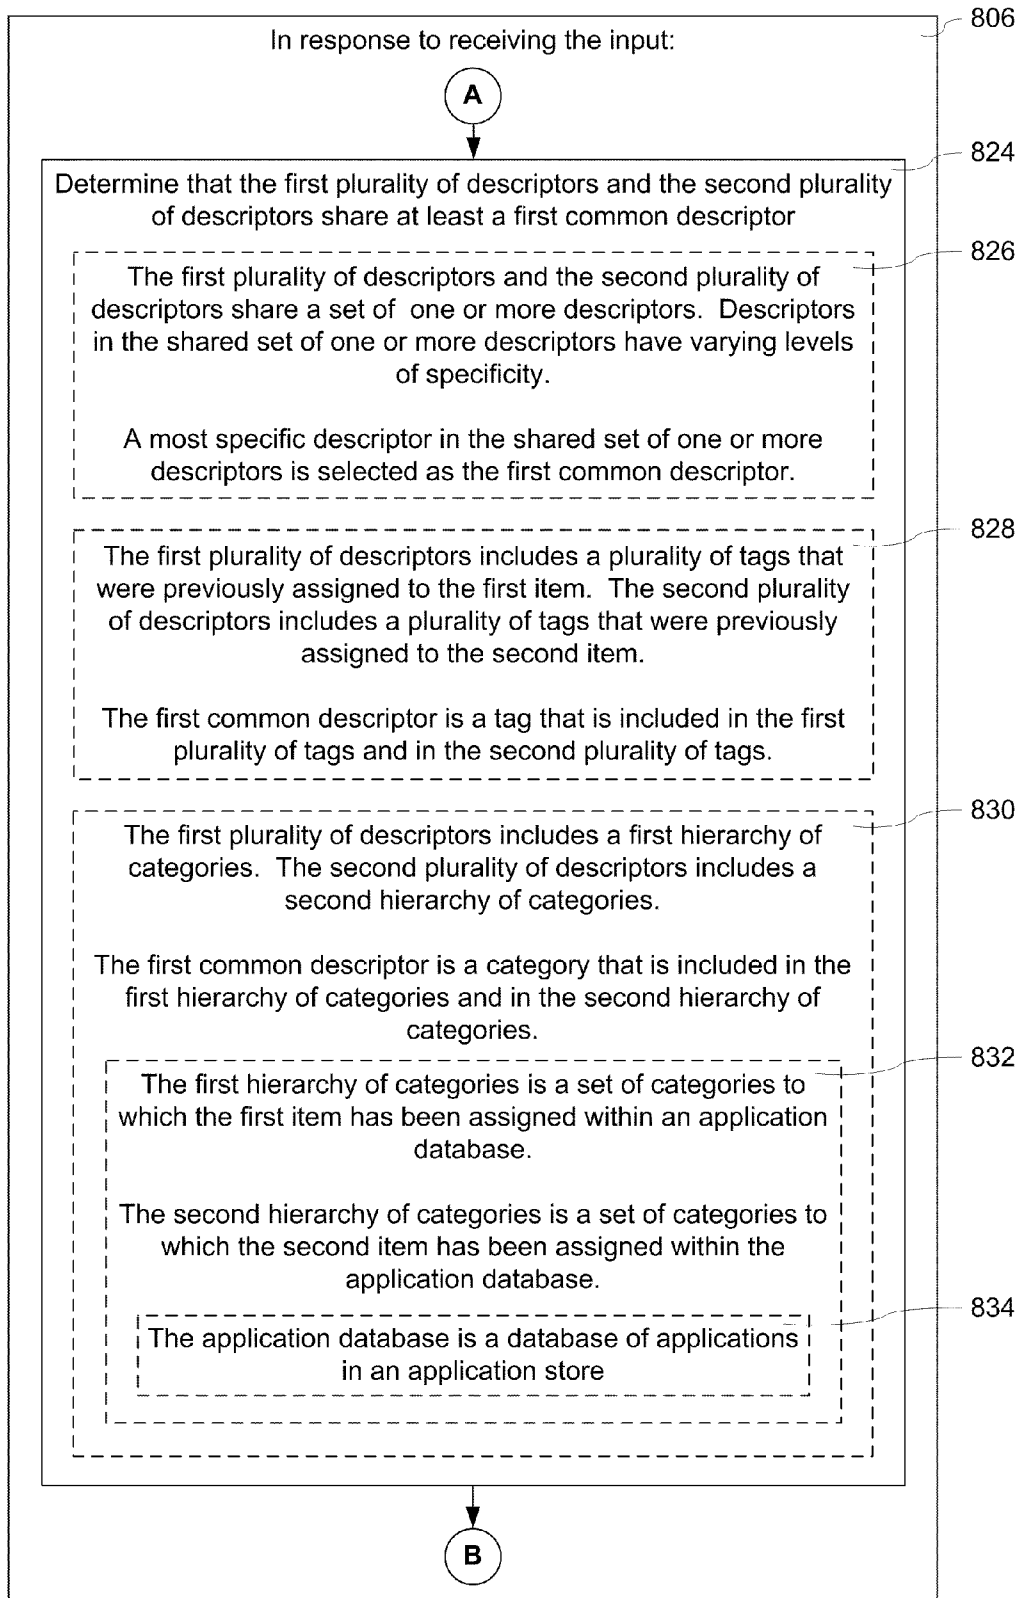 806
In response to receiving the input:
A
824
Determine that the first plurality of descriptors and the second plurality
of descriptors share at least a first common descriptor
826
The first plurality of descriptors and the second plurality of
descriptors share a set of one or more descriptors. Descriptors
in the shared set of one or more descriptors have varying levels
of specificity.
A most specific descriptor in the shared set of one or more
descriptors is selected as the first common descriptor.
828
The first plurality of descriptors includes a plurality of tags that
were previously assigned to the first item. The second plurality
of descriptors includes a plurality of tags that were previously
assigned to the second item.
The first common descriptor is a tag that is included in the first
plurality of tags and in the second plurality of tags.
830
The first plurality of descriptors includes a first hierarchy of
categories. The second plurality of descriptors includes a
second hierarchy of categories.
The first common descriptor is a category that is included in the
first hierarchy of categories and in the second hierarchy of
categories.
832
The first hierarchy of categories is a set of categories to
which the first item has been assigned within an application
database.
The second hierarchy of categories is a set of categories to
which the second item has been assigned within the
application database.
834
The application database is a database of applications
in an application store
B